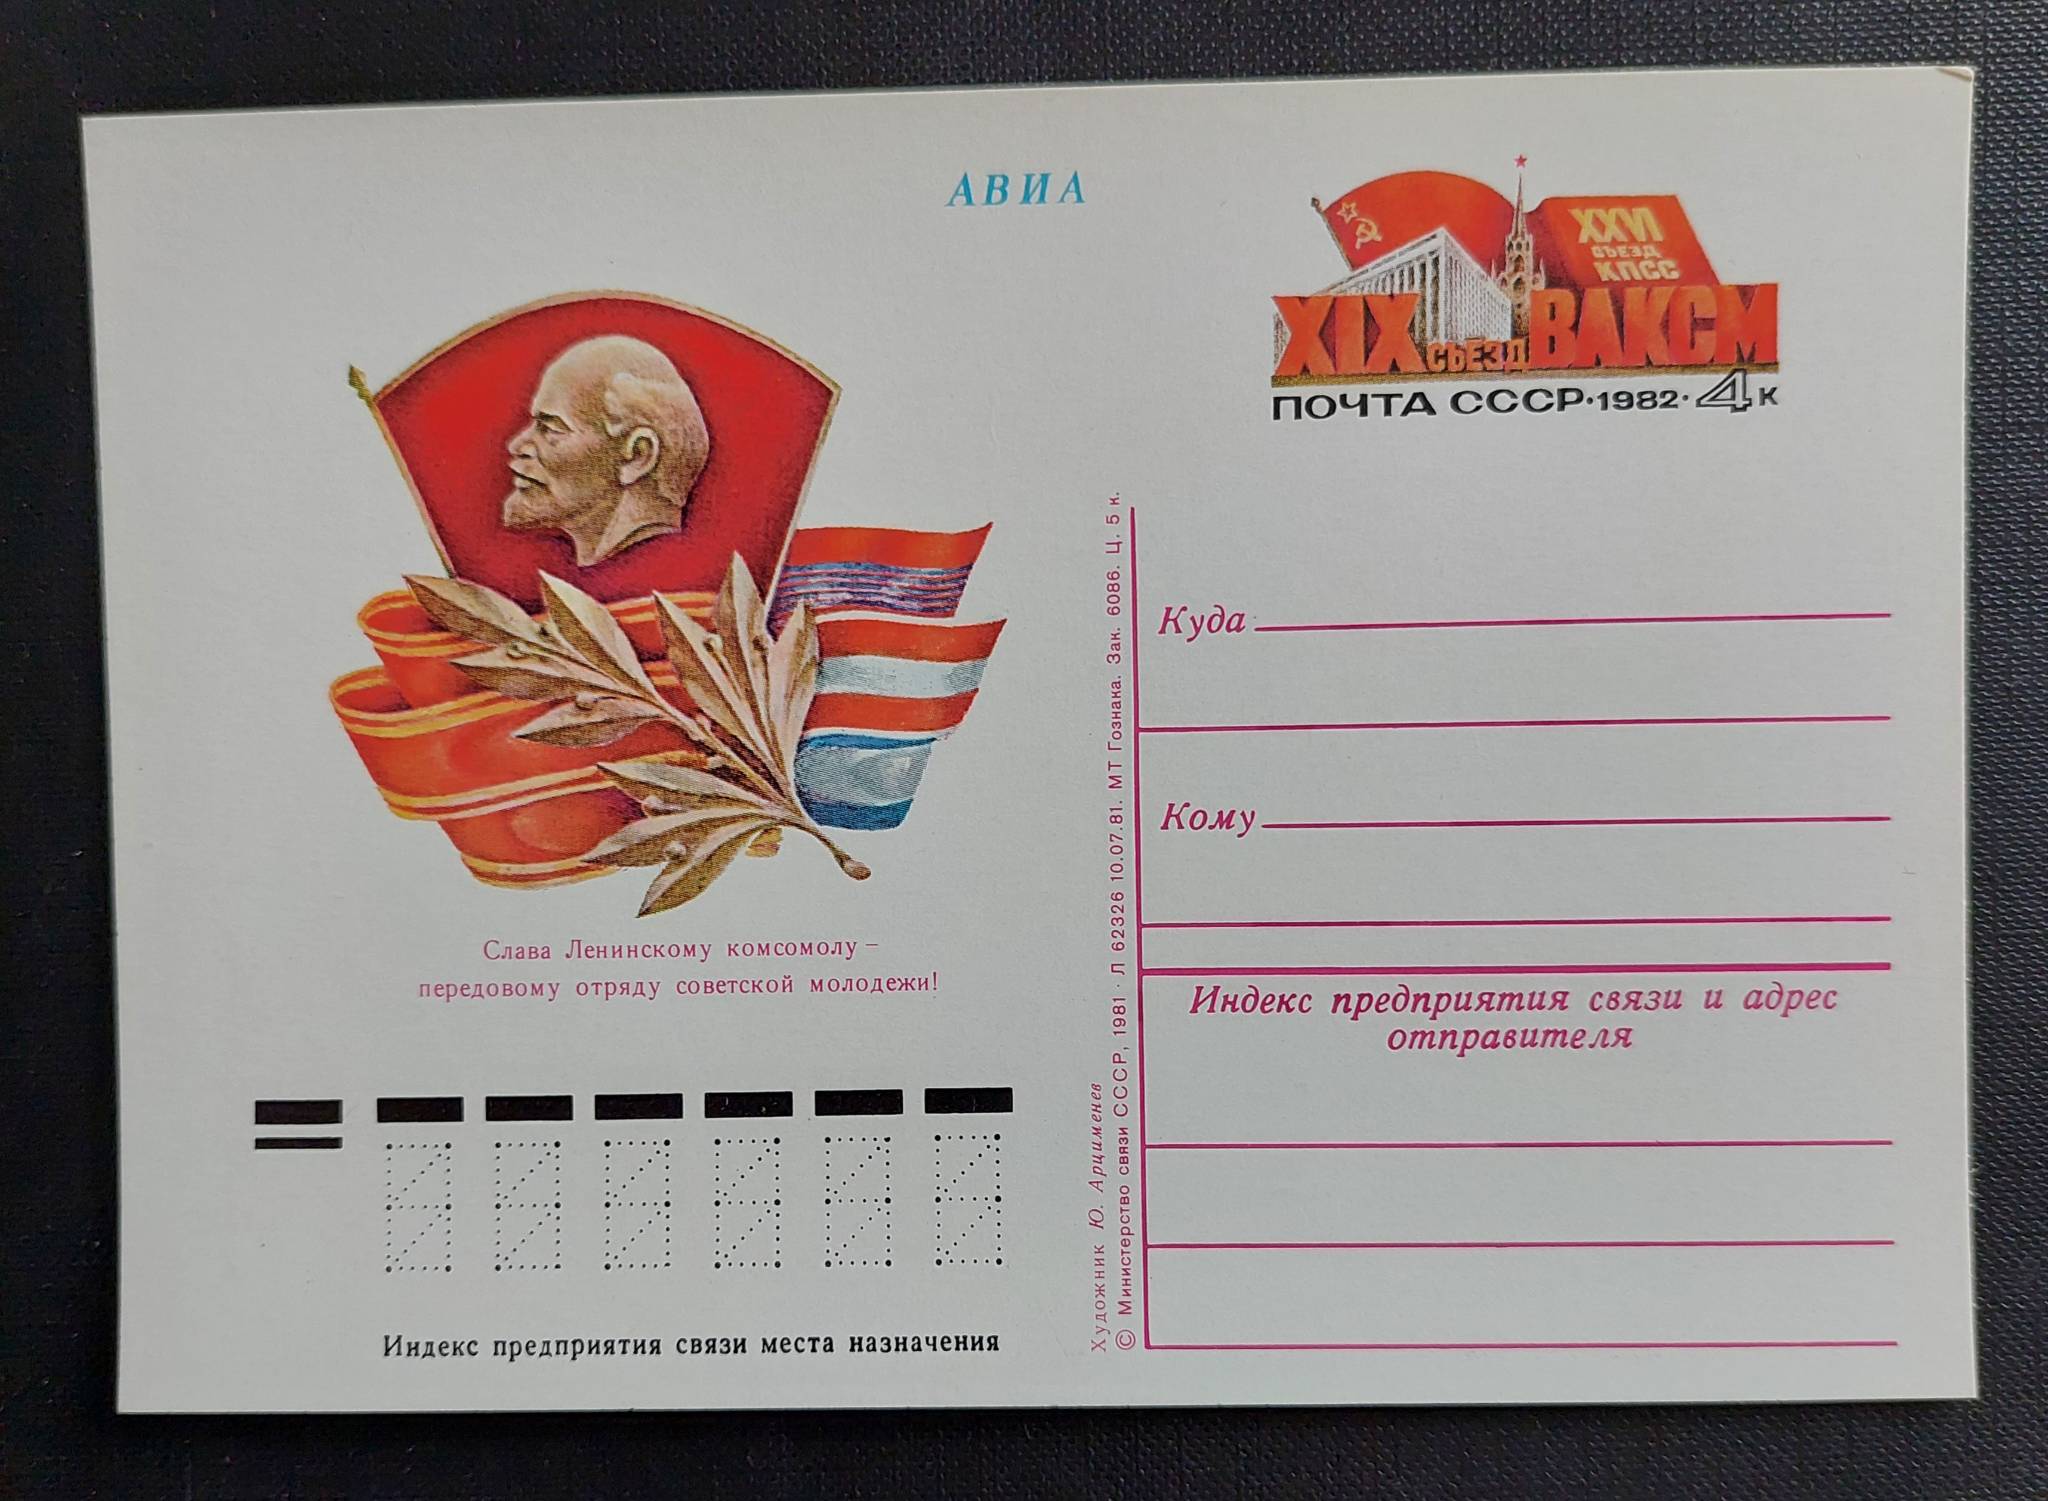 АВИА
XXVI
СЪЕЗД
КПСС
XIX СЪЕЗД ВЛКСМ
ПОЧТА СССР·1982·4к
Слава Ленинскому комсомолу –
передовому отряду советской молодежи!
Индекс предприятия связи места назначения
Художник Ю. Арцименев
© Министерство связи СССР, 1981 · Л 62326 10.07.81. МТ Гознака. Зак. 6086. Ц. 5 к.
Куда
Кому
Индекс предприятия связи и адрес
отправителя